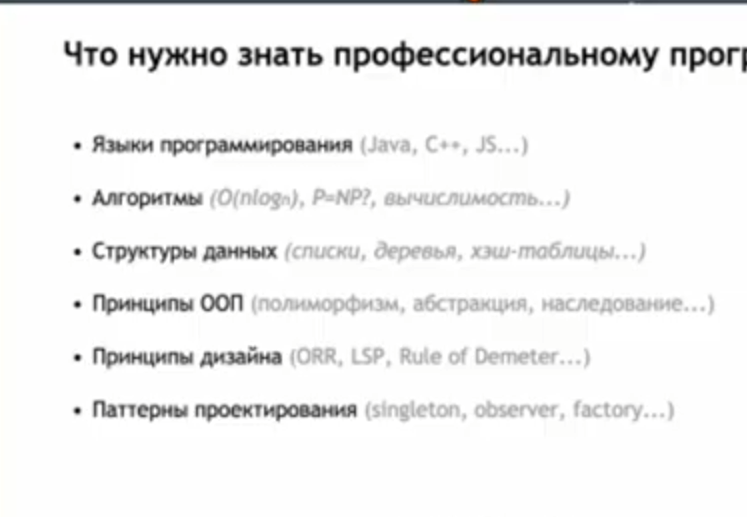 Что нужно знать профессиональному прогр
• Языки программирования (Java, C++, JS...)
• Алгоритмы (O(nlogn), P=NP?, вычислимость...)
• Структуры данных (списки, деревья, хэш-таблицы...)
• Принципы ООП (полиморфизм, абстракция, наследование...)
• Принципы дизайна (ORR, LSP, Rule of Demeter...)
• Паттерны проектирования (singleton, observer, factory...)